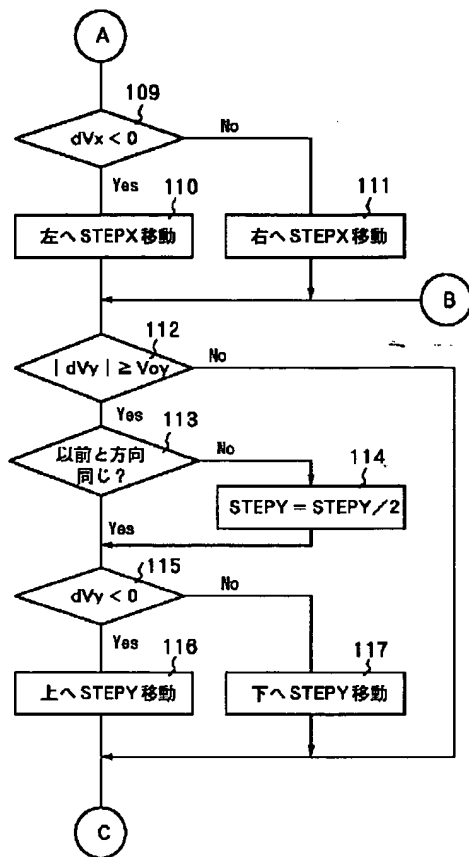 A
109
dVx < 0
No
Yes
110
111
左へ STEPX 移動
右へ STEPX 移動
B
112
| dVy | ≧ Voy
No
Yes
113
以前と方向
同じ?
No
114
STEPY = STEPY／2
Yes
115
dVy < 0
No
Yes
116
117
上へ STEPY 移動
下へ STEPY 移動
C